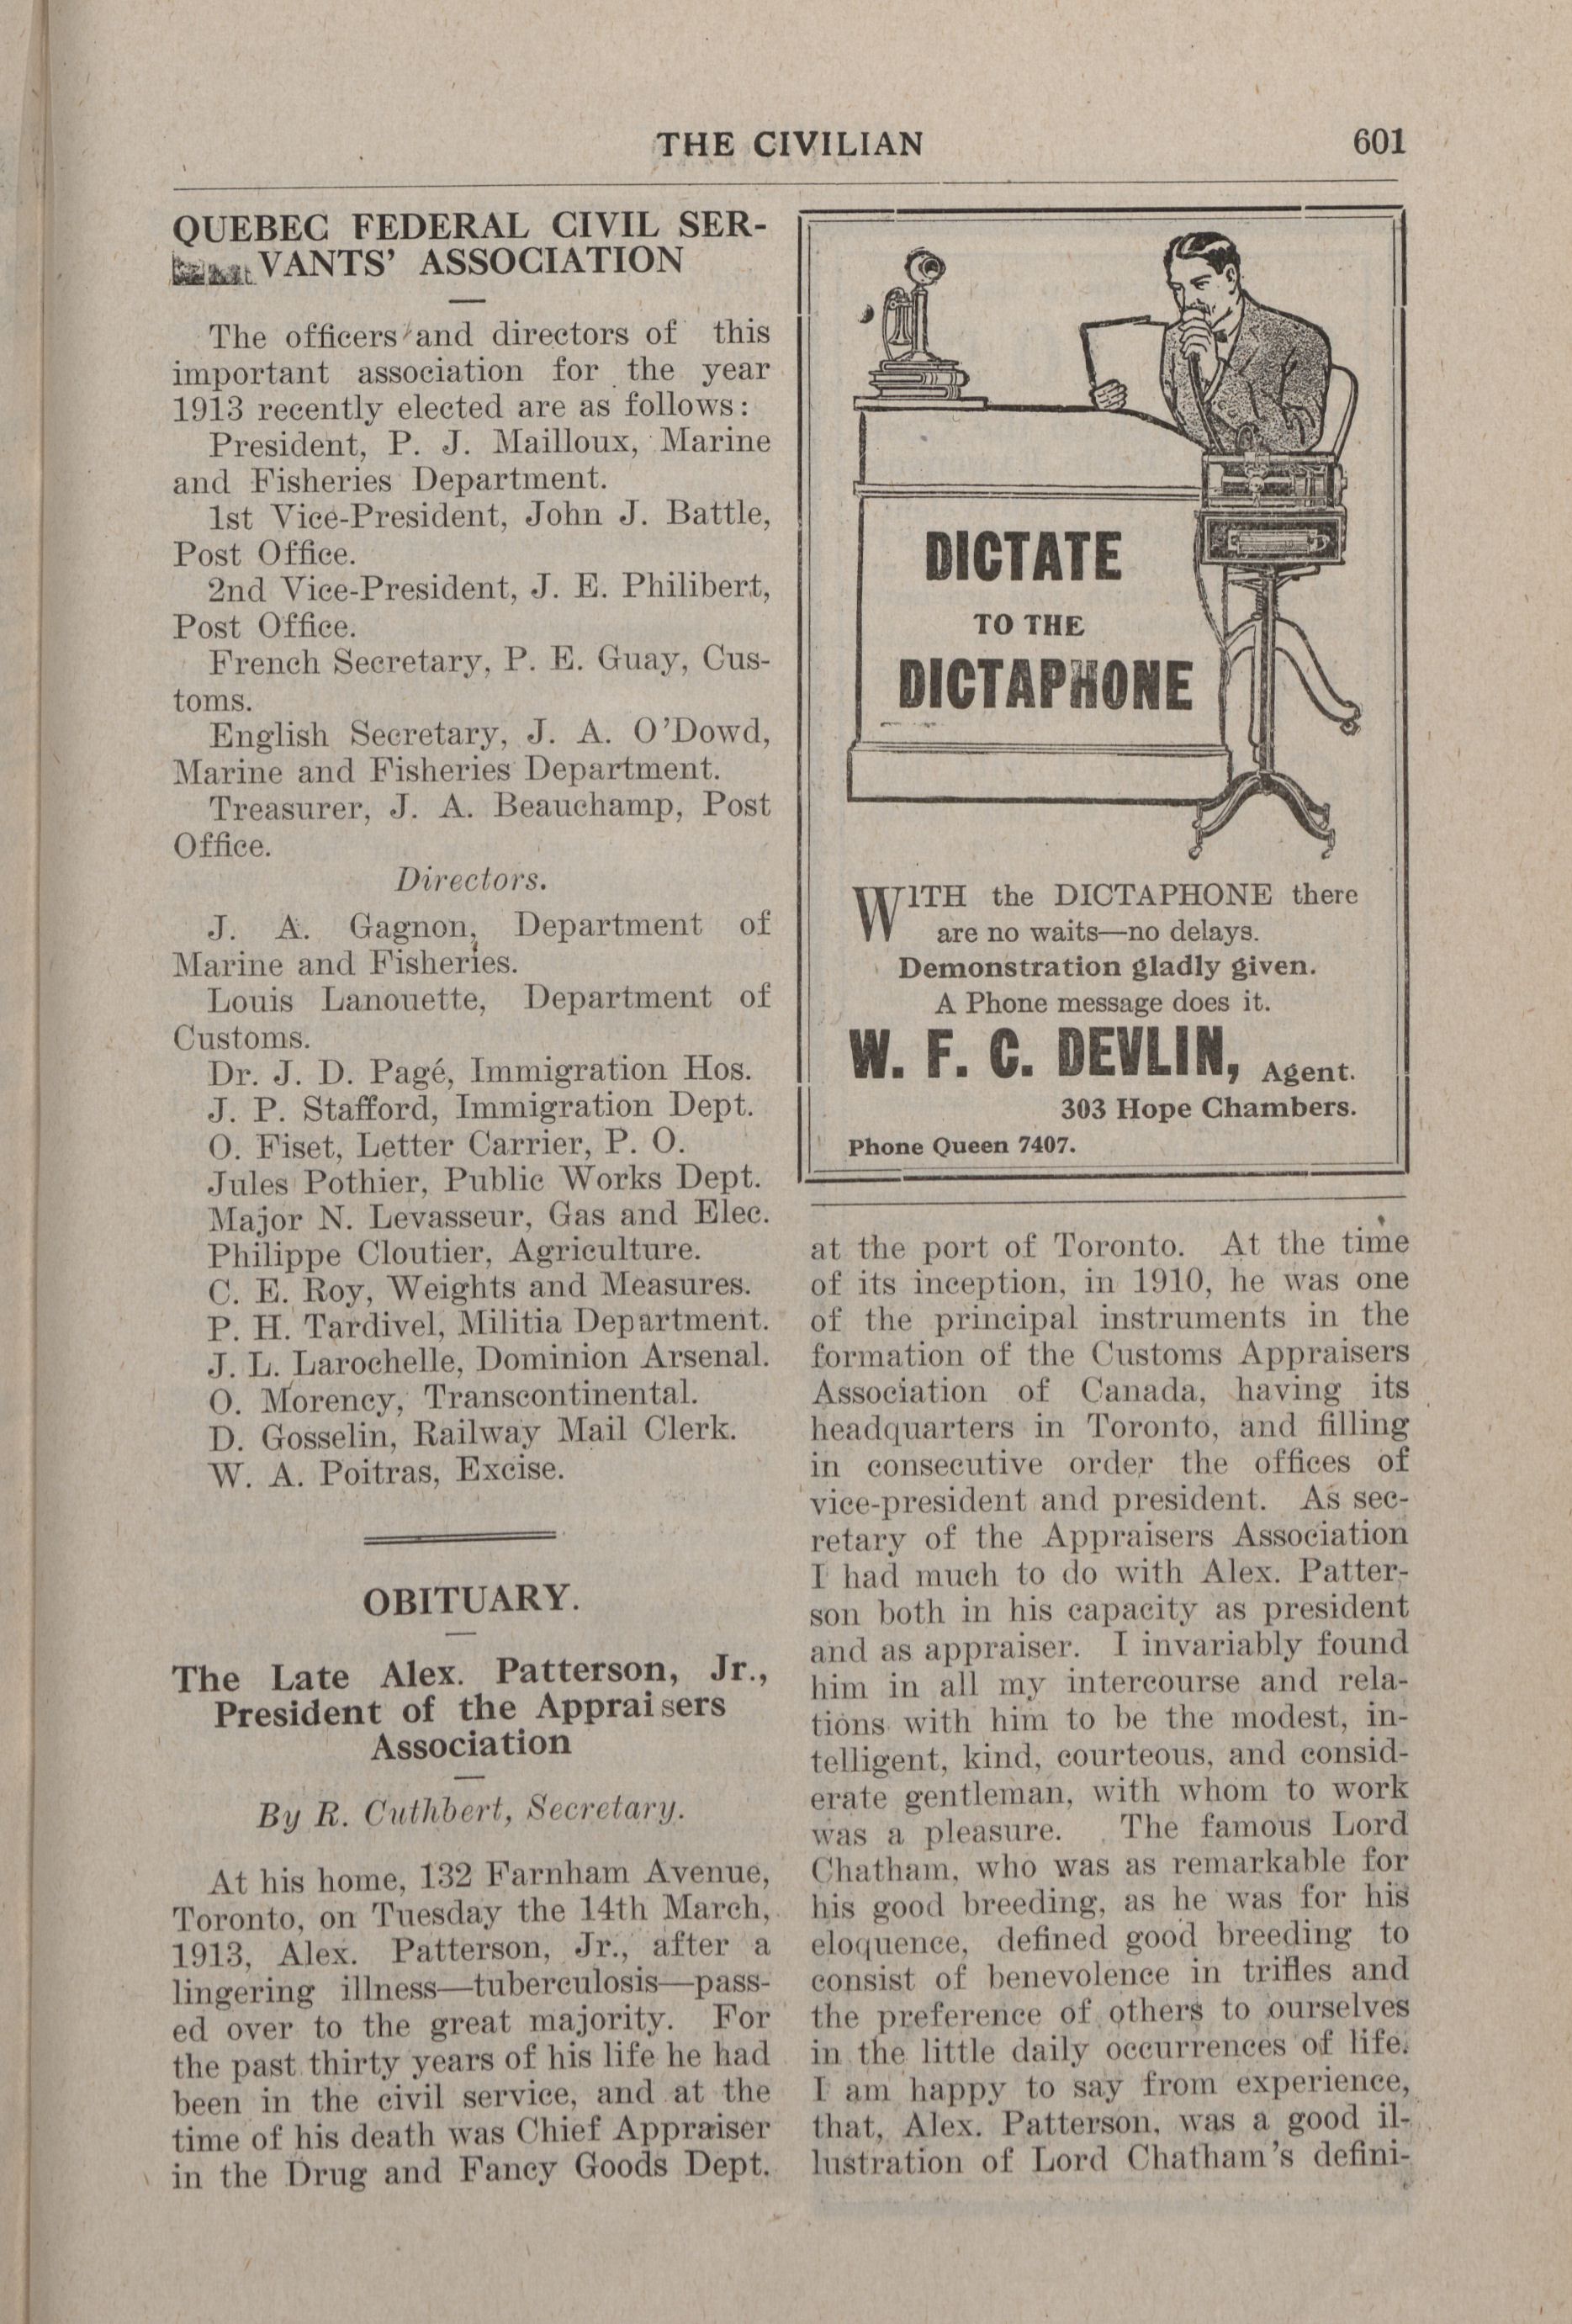 THE CIVILIAN
601
QUEBEC FEDERAL CIVIL SER-
VANTS' ASSOCIATION
The officers and directors of this
important association for the year
1913 recently elected are as follows:
President, P. J. Mailloux, Marine
and Fisheries Department.
1st Vice-President, John J. Battle,
Post Office.
2nd Vice-President, J. E. Philibert,
Post Office.
French Secretary, P. E. Guay, Cus-
toms.
English Secretary, J. A. O'Dowd,
Marine and Fisheries Department.
Treasurer, J. A. Beauchamp, Post
Office.
Directors.
J. A. Gagnon, Department of
Marine and Fisheries.
Louis Lanouette, Department of
Customs.
Dr. J. D. Pagé, Immigration Hos.
J. P. Stafford, Immigration Dept.
O. Fiset, Letter Carrier, P. O.
Jules Pothier, Public Works Dept.
Major N. Levasseur, Gas and Elec.
Philippe Cloutier, Agriculture.
C. E. Roy, Weights and Measures.
P. H. Tardivel, Militia Department.
J. L. Larochelle, Dominion Arsenal.
O. Morency, Transcontinental.
D. Gosselin, Railway Mail Clerk.
W. A. Poitras, Excise.
OBITUARY.
The Late Alex. Patterson, Jr.,
President of the Appraisers
Association
By R. Cuthbert, Secretary.
At his home, 132 Farnham Avenue,
Toronto, on Tuesday the 14th March,
1913, Alex. Patterson, Jr., after a
lingering illness—tuberculosis—pass-
ed over to the great majority. For
the past thirty years of his life he had
been in the civil service, and at the
time of his death was Chief Appraiser
in the Drug and Fancy Goods Dept.
DICTATE
TO THE
DICTAPHONE
WITH the DICTAPHONE there
are no waits—no delays.
Demonstration gladly given.
A Phone message does it.
W. F. C. DEVLIN, Agent.
303 Hope Chambers.
Phone Queen 7407.
at the port of Toronto. At the time
of its inception, in 1910, he was one
of the principal instruments in the
formation of the Customs Appraisers
Association of Canada, having its
headquarters in Toronto, and filling
in consecutive order the offices of
vice-president and president. As sec-
retary of the Appraisers Association
I had much to do with Alex. Patter-
son both in his capacity as president
and as appraiser. I invariably found
him in all my intercourse and rela-
tions with him to be the modest, in-
telligent, kind, courteous, and consid-
erate gentleman, with whom to work
was a pleasure. The famous Lord
Chatham, who was as remarkable for
his good breeding, as he was for his
eloquence, defined good breeding to
consist of benevolence in trifles and
the preference of others to ourselves
in the little daily occurrences of life.
I am happy to say from experience,
that, Alex. Patterson, was a good il-
lustration of Lord Chatham's defini-